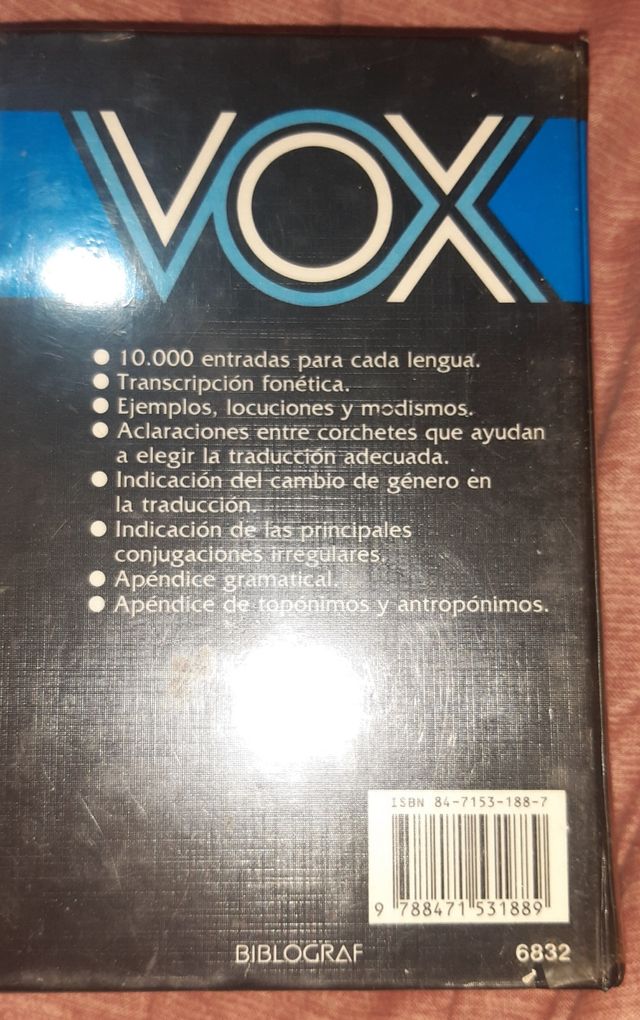 VOX
● 10.000 entradas para cada lengua.
● Transcripción fonética.
● Ejemplos, locuciones y modismos.
● Aclaraciones entre corchetes que ayudan
a elegir la traducción adecuada.
● Indicación del cambio de género en
la traducción.
● Indicación de las principales
conjugaciones irregulares.
● Apéndice gramatical.
● Apéndice de topónimos y antropónimos.
ISBN 84-7153-188-7
9 788471 531889
BIBLOGRAF 6832